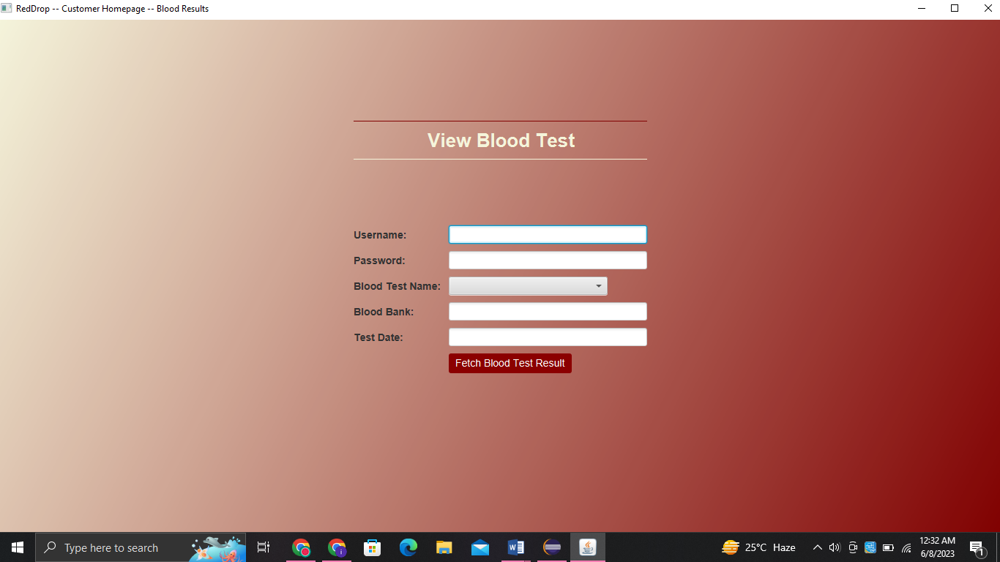 RedDrop -- Customer Homepage -- Blood Results
View Blood Test
Username:
Password:
Blood Test Name:
Blood Bank:
Test Date:
Fetch Blood Test Result
Type here to search
25°C Haze
12:32 AM
6/8/2023
1